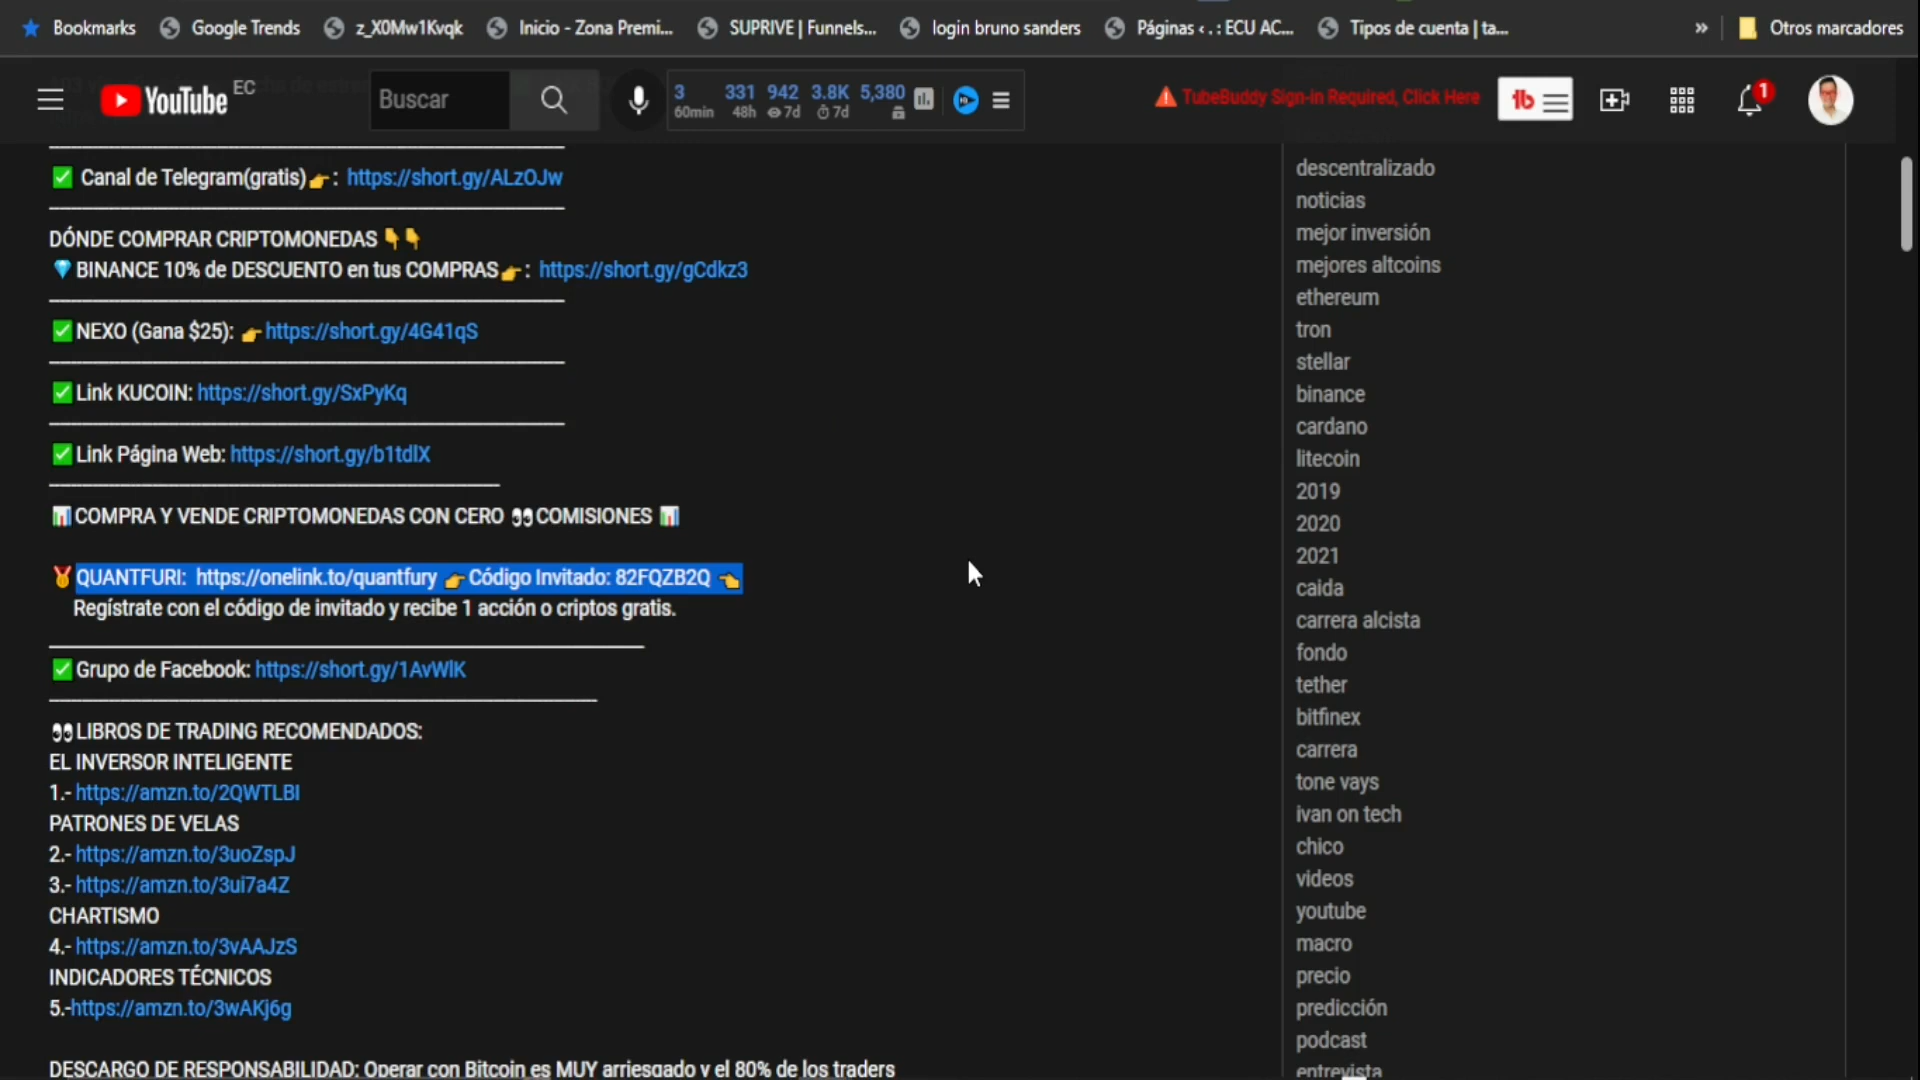 Bookmarks Google Trends z_X0Mw1Kvqk Inicio - Zona Premi... SUPRIVE | Funnels... login bruno sanders Páginas ‹ . : ECU AC... Tipos de cuenta | ta... » Otros marcadores
YouTube EC Buscar 3 331 942 3.8K 5,380 TubeBuddy Sign-in Required, Click Here tb 1
60min 48h 7d 7d
✅ Canal de Telegram(gratis)👉: https://short.gy/ALzOJw
DÓNDE COMPRAR CRIPTOMONEDAS 👇👇
💎 BINANCE 10% de DESCUENTO en tus COMPRAS👉: https://short.gy/gCdkz3
✅NEXO (Gana $25): 👉https://short.gy/4G41qS
✅Link KUCOIN: https://short.gy/SxPyKq
✅Link Página Web: https://short.gy/b1tdlX
📊COMPRA Y VENDE CRIPTOMONEDAS CON CERO 👀COMISIONES 📊
🏅QUANTFURI: https://onelink.to/quantfury 👉Código Invitado: 82FQZB2Q 👈
Regístrate con el código de invitado y recibe 1 acción o criptos gratis.
✅Grupo de Facebook: https://short.gy/1AvWlK
👀LIBROS DE TRADING RECOMENDADOS:
EL INVERSOR INTELIGENTE
1.- https://amzn.to/2QWTLBI
PATRONES DE VELAS
2.- https://amzn.to/3uoZspJ
3.- https://amzn.to/3ui7a4Z
CHARTISMO
4.- https://amzn.to/3vAAJzS
INDICADORES TÉCNICOS
5.-https://amzn.to/3wAKj6g
DESCARGO DE RESPONSABILIDAD: Operar con Bitcoin es MUY arriesgado y el 80% de los traders
descentralizado
noticias
mejor inversión
mejores altcoins
ethereum
tron
stellar
binance
cardano
litecoin
2019
2020
2021
caida
carrera alcista
fondo
tether
bitfinex
carrera
tone vays
ivan on tech
chico
videos
youtube
macro
precio
predicción
podcast
entrevista